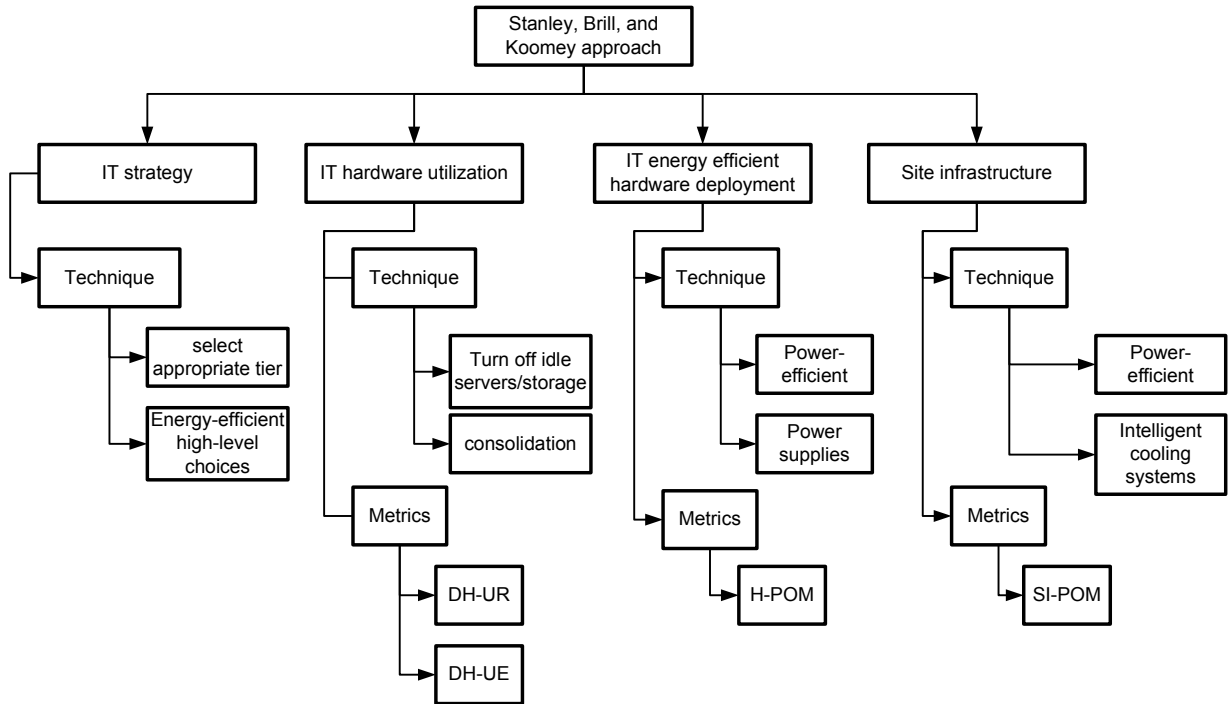 Stanley, Brill, and
Koomey approach
IT strategy
IT hardware utilization
IT energy efficient
hardware deployment
Site infrastructure
Technique
Technique
Technique
Technique
select
appropriate tier
Turn off idle
servers/storage
Power-
efficient
Power-
efficient
Energy-efficient
high-level
choices
consolidation
Power
supplies
Intelligent
cooling
systems
Metrics
Metrics
Metrics
DH-UR
H-POM
SI-POM
DH-UE